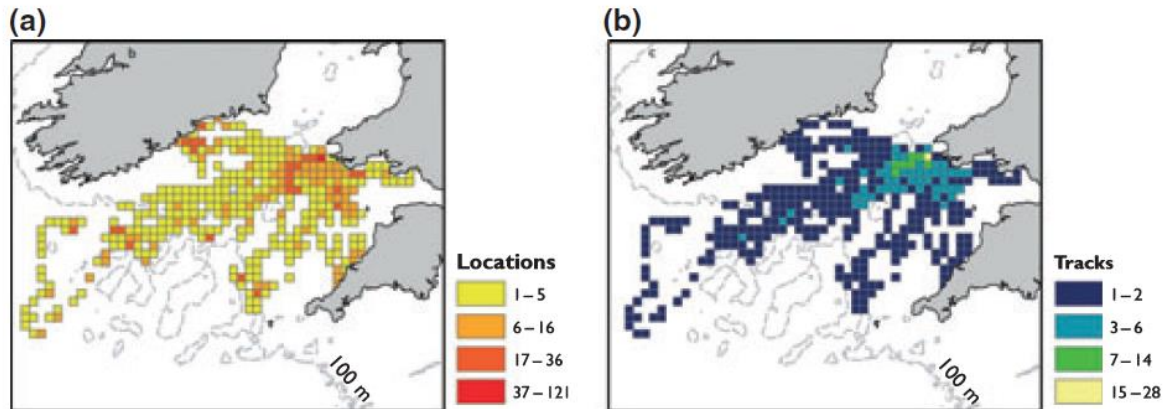 (a)
b
100 m
Locations
1–5
6–16
17–36
37–121
(b)
c
100 m
Tracks
1–2
3–6
7–14
15–28